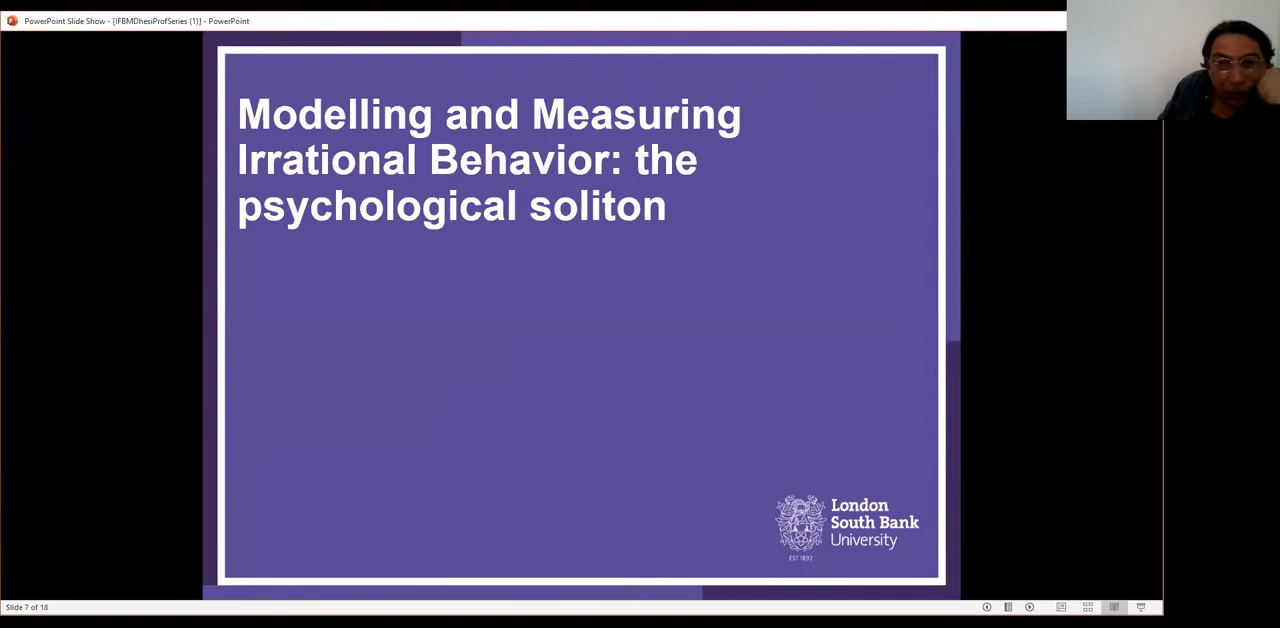 PowerPoint Slide Show - [IFBMDhesiProfSeries (1)] - PowerPoint
Modelling and Measuring
Irrational Behavior: the
psychological soliton
London
South Bank
University
EST 1892
Slide 7 of 18